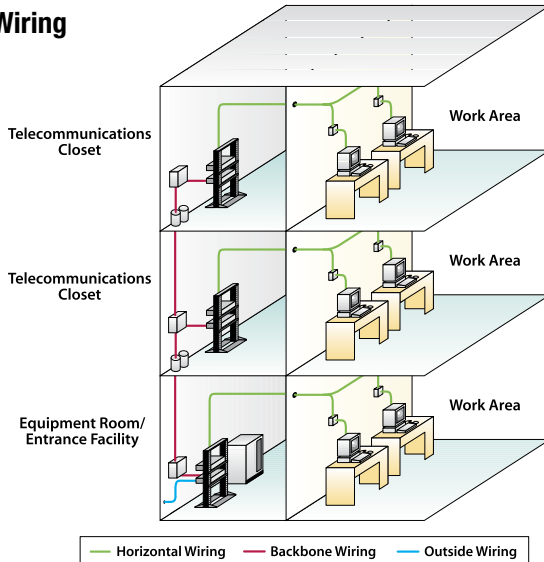 Wiring
Telecommunications
Closet
Work Area
Telecommunications
Closet
Work Area
Equipment Room/
Entrance Facility
Work Area
Horizontal Wiring Backbone Wiring Outside Wiring